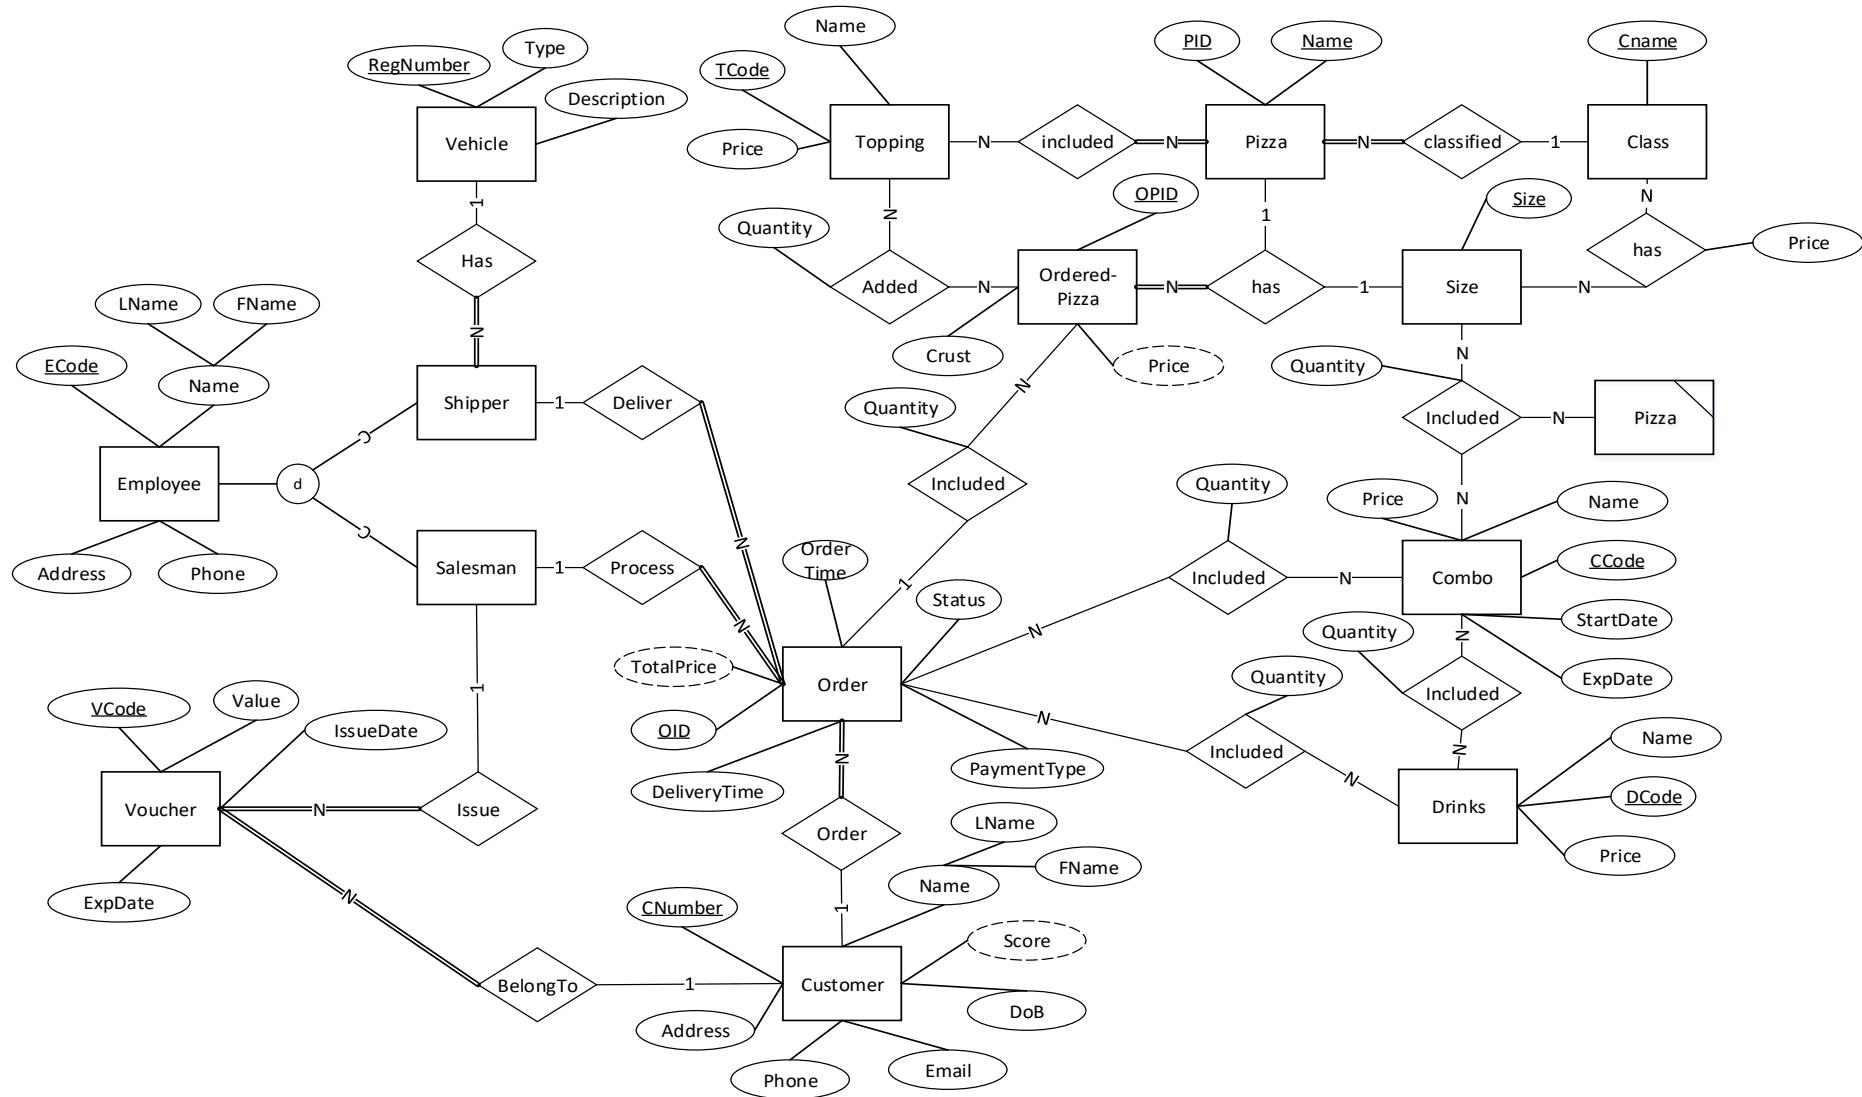 Name
PID
Name
Cname
RegNumber
Type
TCode
Description
Vehicle
Price
Topping
N
included
N
Pizza
N
classified
1
Class
1
N
OPID
1
Size
N
Quantity
Has
has
Price
Ordered-
Pizza
Added
N
N
has
1
Size
N
LName
FName
N
Crust
Price
N
Quantity
ECode
Name
Shipper
1
Deliver
N
Quantity
Included
N
Pizza
Employee
d
Included
Quantity
Price
N
Name
Address
Phone
Salesman
1
Process
N
Order
Time
1
Status
Included
N
Combo
CCode
N
N
Quantity
N
StartDate
TotalPrice
Order
Quantity
Included
ExpDate
VCode
Value
1
OID
IssueDate
N
Included
N
Name
N
PaymentType
DeliveryTime
N
Drinks
DCode
Voucher
N
Issue
Order
LName
Price
FName
Name
ExpDate
N
CNumber
1
Score
BelongTo
1
Customer
DoB
Address
Phone
Email